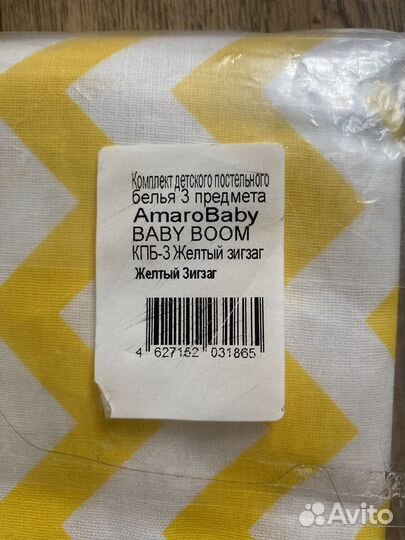 Комплект детского постельного
белья 3 предмета
AmaroBaby
BABY BOOM
КПБ-3 Желтый зигзаг
Желтый Зигзаг
4 627152 031865
Avito